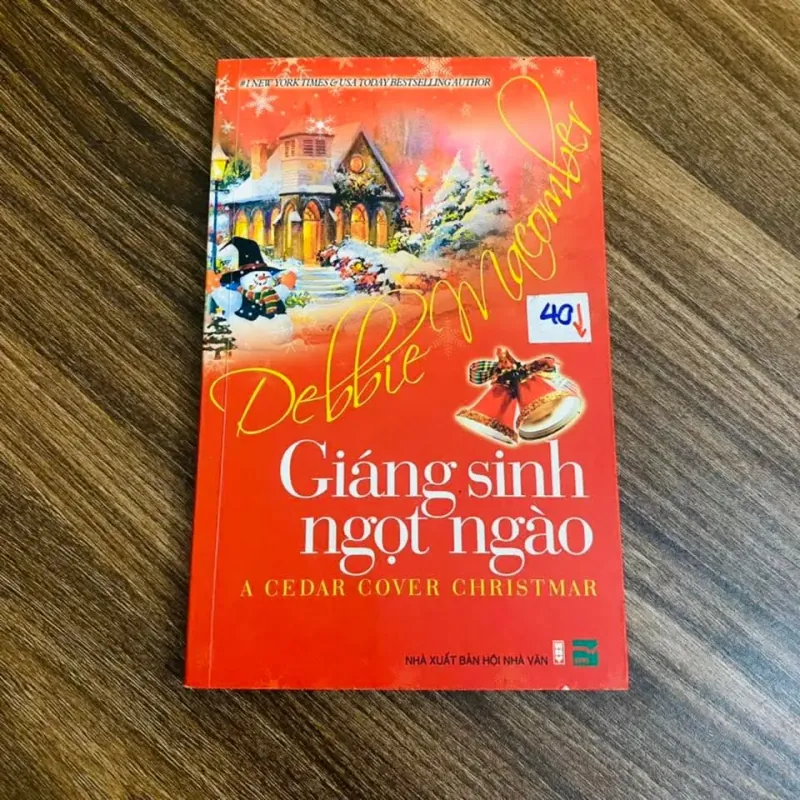 #1 NEW YORK TIMES & USA TODAY BESTSELLING AUTHOR
Debbie Macomber
40↓
Giáng sinh
ngọt ngào
A CEDAR COVER CHRISTMAR
NHÀ XUẤT BẢN HỘI NHÀ VĂN